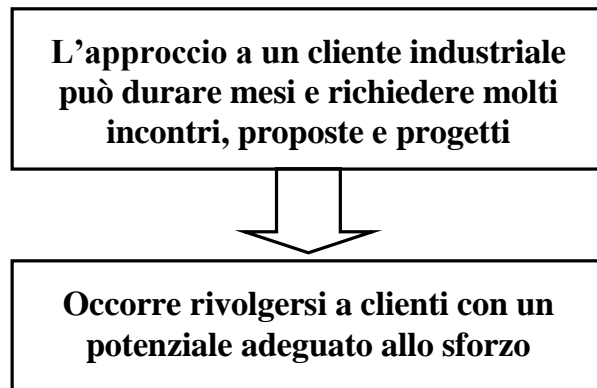 L’approccio a un cliente industriale
può durare mesi e richiedere molti
incontri, proposte e progetti
Occorre rivolgersi a clienti con un
potenziale adeguato allo sforzo